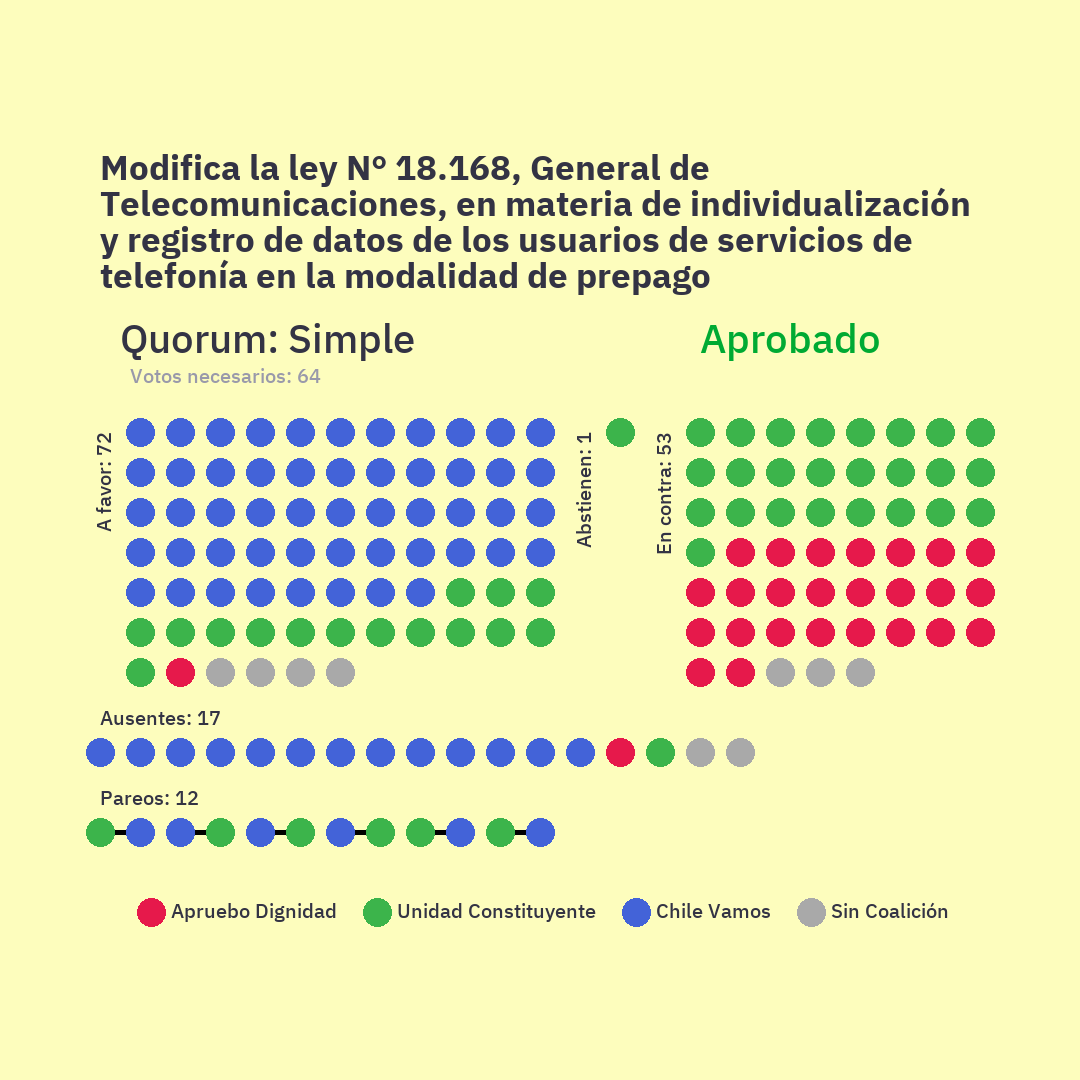 Modifica la ley N° 18.168, General de
Telecomunicaciones, en materia de individualización
y registro de datos de los usuarios de servicios de
telefonía en la modalidad de prepago
Quorum: Simple
Aprobado
Votos necesarios: 64
A favor: 72
Abstienen: 1
En contra: 53
Ausentes: 17
Pareos: 12
Apruebo Dignidad
Unidad Constituyente
Chile Vamos
Sin Coalición